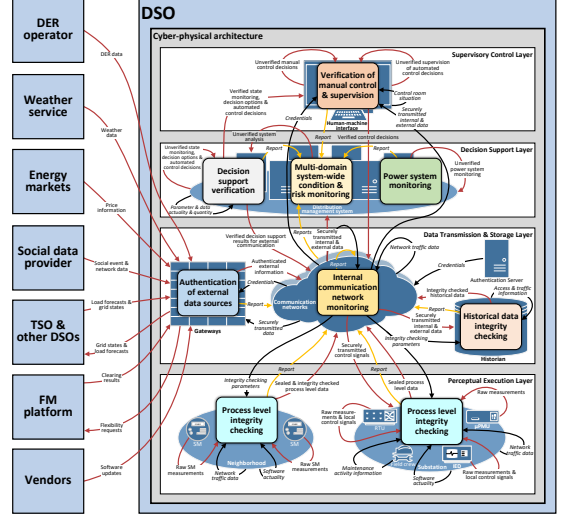 DSO
Cyber-physical architecture
DER
operator
Weather
service
Energy
markets
Social data
provider
TSO &
other DSOs
FM
platform
Vendors
DER data
Weather
data
Price
information
Social event &
network data
Load forecasts &
grid states
Grid states &
load forecasts
Clearing
results
Flexibility
requests
Software
updates
Supervisory Control Layer
Unverified manual
control decisions
Unverified supervision
of automated
control decisions
Verification of
manual control
& supervision
Verified state
monitoring,
decision options &
automated
control decisions
Control room
situation
Credentials
Securely
transmitted
internal &
external data
Human-machine
interface
Unverified system
analysis
Report
Verified control decisions
Decision Support Layer
Unverified state
monitoring,
decision options &
automated
control decisions
Report
Report
Decision
support
verification
Multi-domain
system-wide
condition &
risk monitoring
Power system
monitoring
Unverified
power system
monitoring
Parameter & data
actuality & quantity
Distribution
management system
Data Transmission & Storage Layer
Verified decision support
results for external
communication
Reports
Securely
transmitted
internal &
external data
Network traffic data
Authenticated
external
information
Report
Credentials
Authentication Server
Authentication
of external
data sources
Credentials
Internal
communication
network
monitoring
Integrity checked
historical data
Access & traffic
information
Report
Communication
networks
Report
Historical data
integrity
checking
Securely
transmitted
internal &
external data
Gateways
Securely
transmitted
data
Securely
transmitted
control signals
Integrity checking
parameters
Historian
Perceptual Execution Layer
Report
Report
Integrity checking
parameters
Sealed & integrity checked
process level data
Sealed
process level
data
Raw measurements
Process level
integrity
checking
SM
SM
Raw measure-
ments & local
control signals
RTU
Process level
integrity
checking
μPMU
Raw SM
measurements
Neighborhood
Raw SM
measurements
Network
traffic data
Software
actuality
Maintenance
activity information
Field crew
Substation
IED
Network
traffic data
Software
actuality
Raw measurements &
local control signals